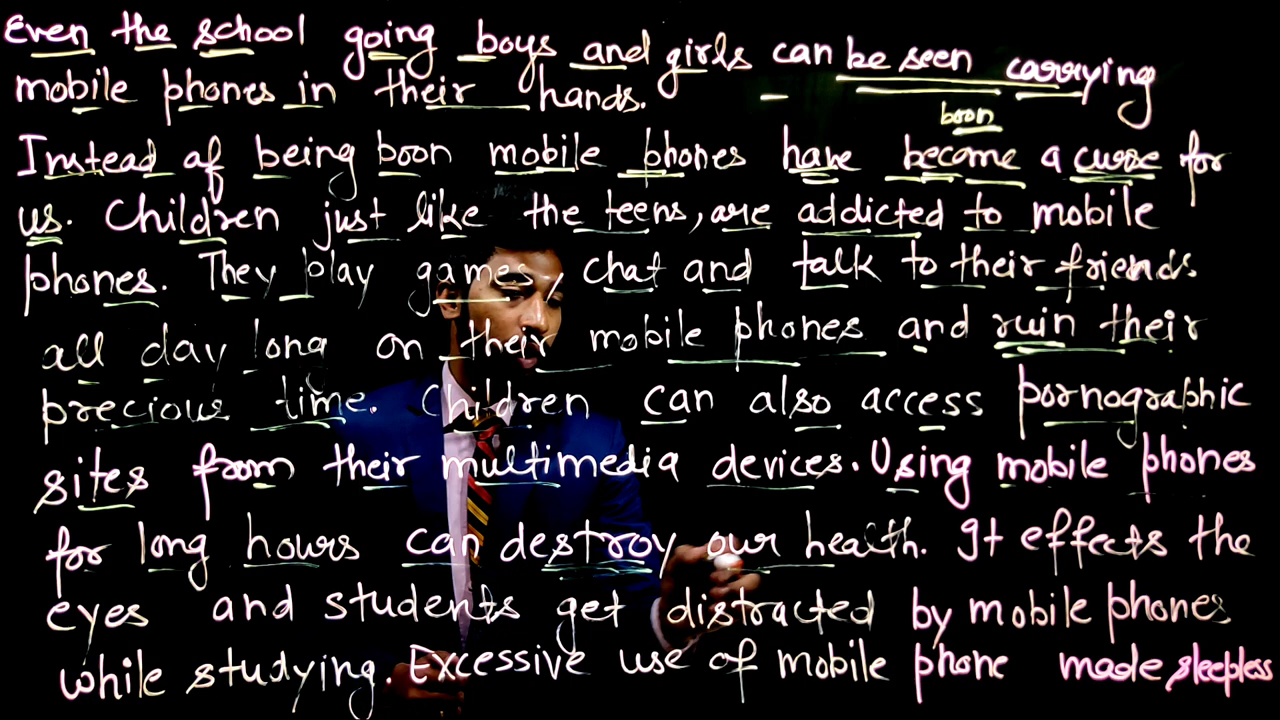 Even the school going boys and girls can be seen carrying
mobile phones in their hands.
boon
Instead of being boon mobile phones have become a curse for
us. Children just like the teens, are addicted to mobile
phones. They play games, chat and talk to their friends
all day long on their mobile phones and ruin their
precious time. Children can also access pornographic
sites from their multimedia devices. Using mobile phones
for long hours can destroy our health. It effects the
eyes and students get distracted by mobile phones
while studying. Excessive use of mobile phone made sleepless